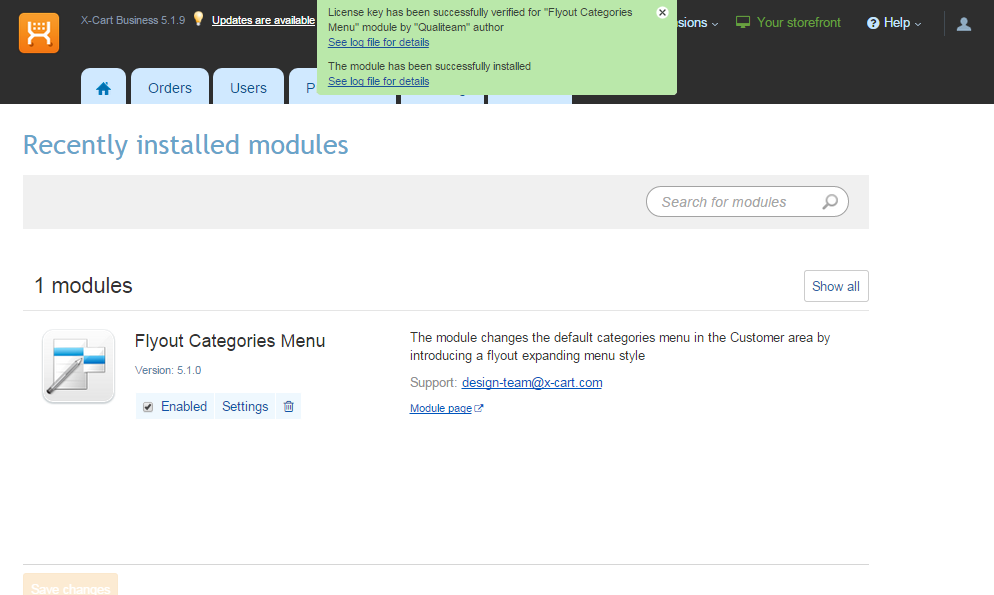 X-Cart Business 5.1.9 Updates are available
License key has been successfully verified for "Flyout Categories
Menu" module by "Qualiteam" author
See log file for details
The module has been successfully installed
See log file for details
Your storefront
Help
Orders
Users
Recently installed modules
Search for modules
1 modules
Show all
Flyout Categories Menu
Version: 5.1.0
Enabled Settings
The module changes the default categories menu in the Customer area by
introducing a flyout expanding menu style
Support: design-team@x-cart.com
Module page
Save changes